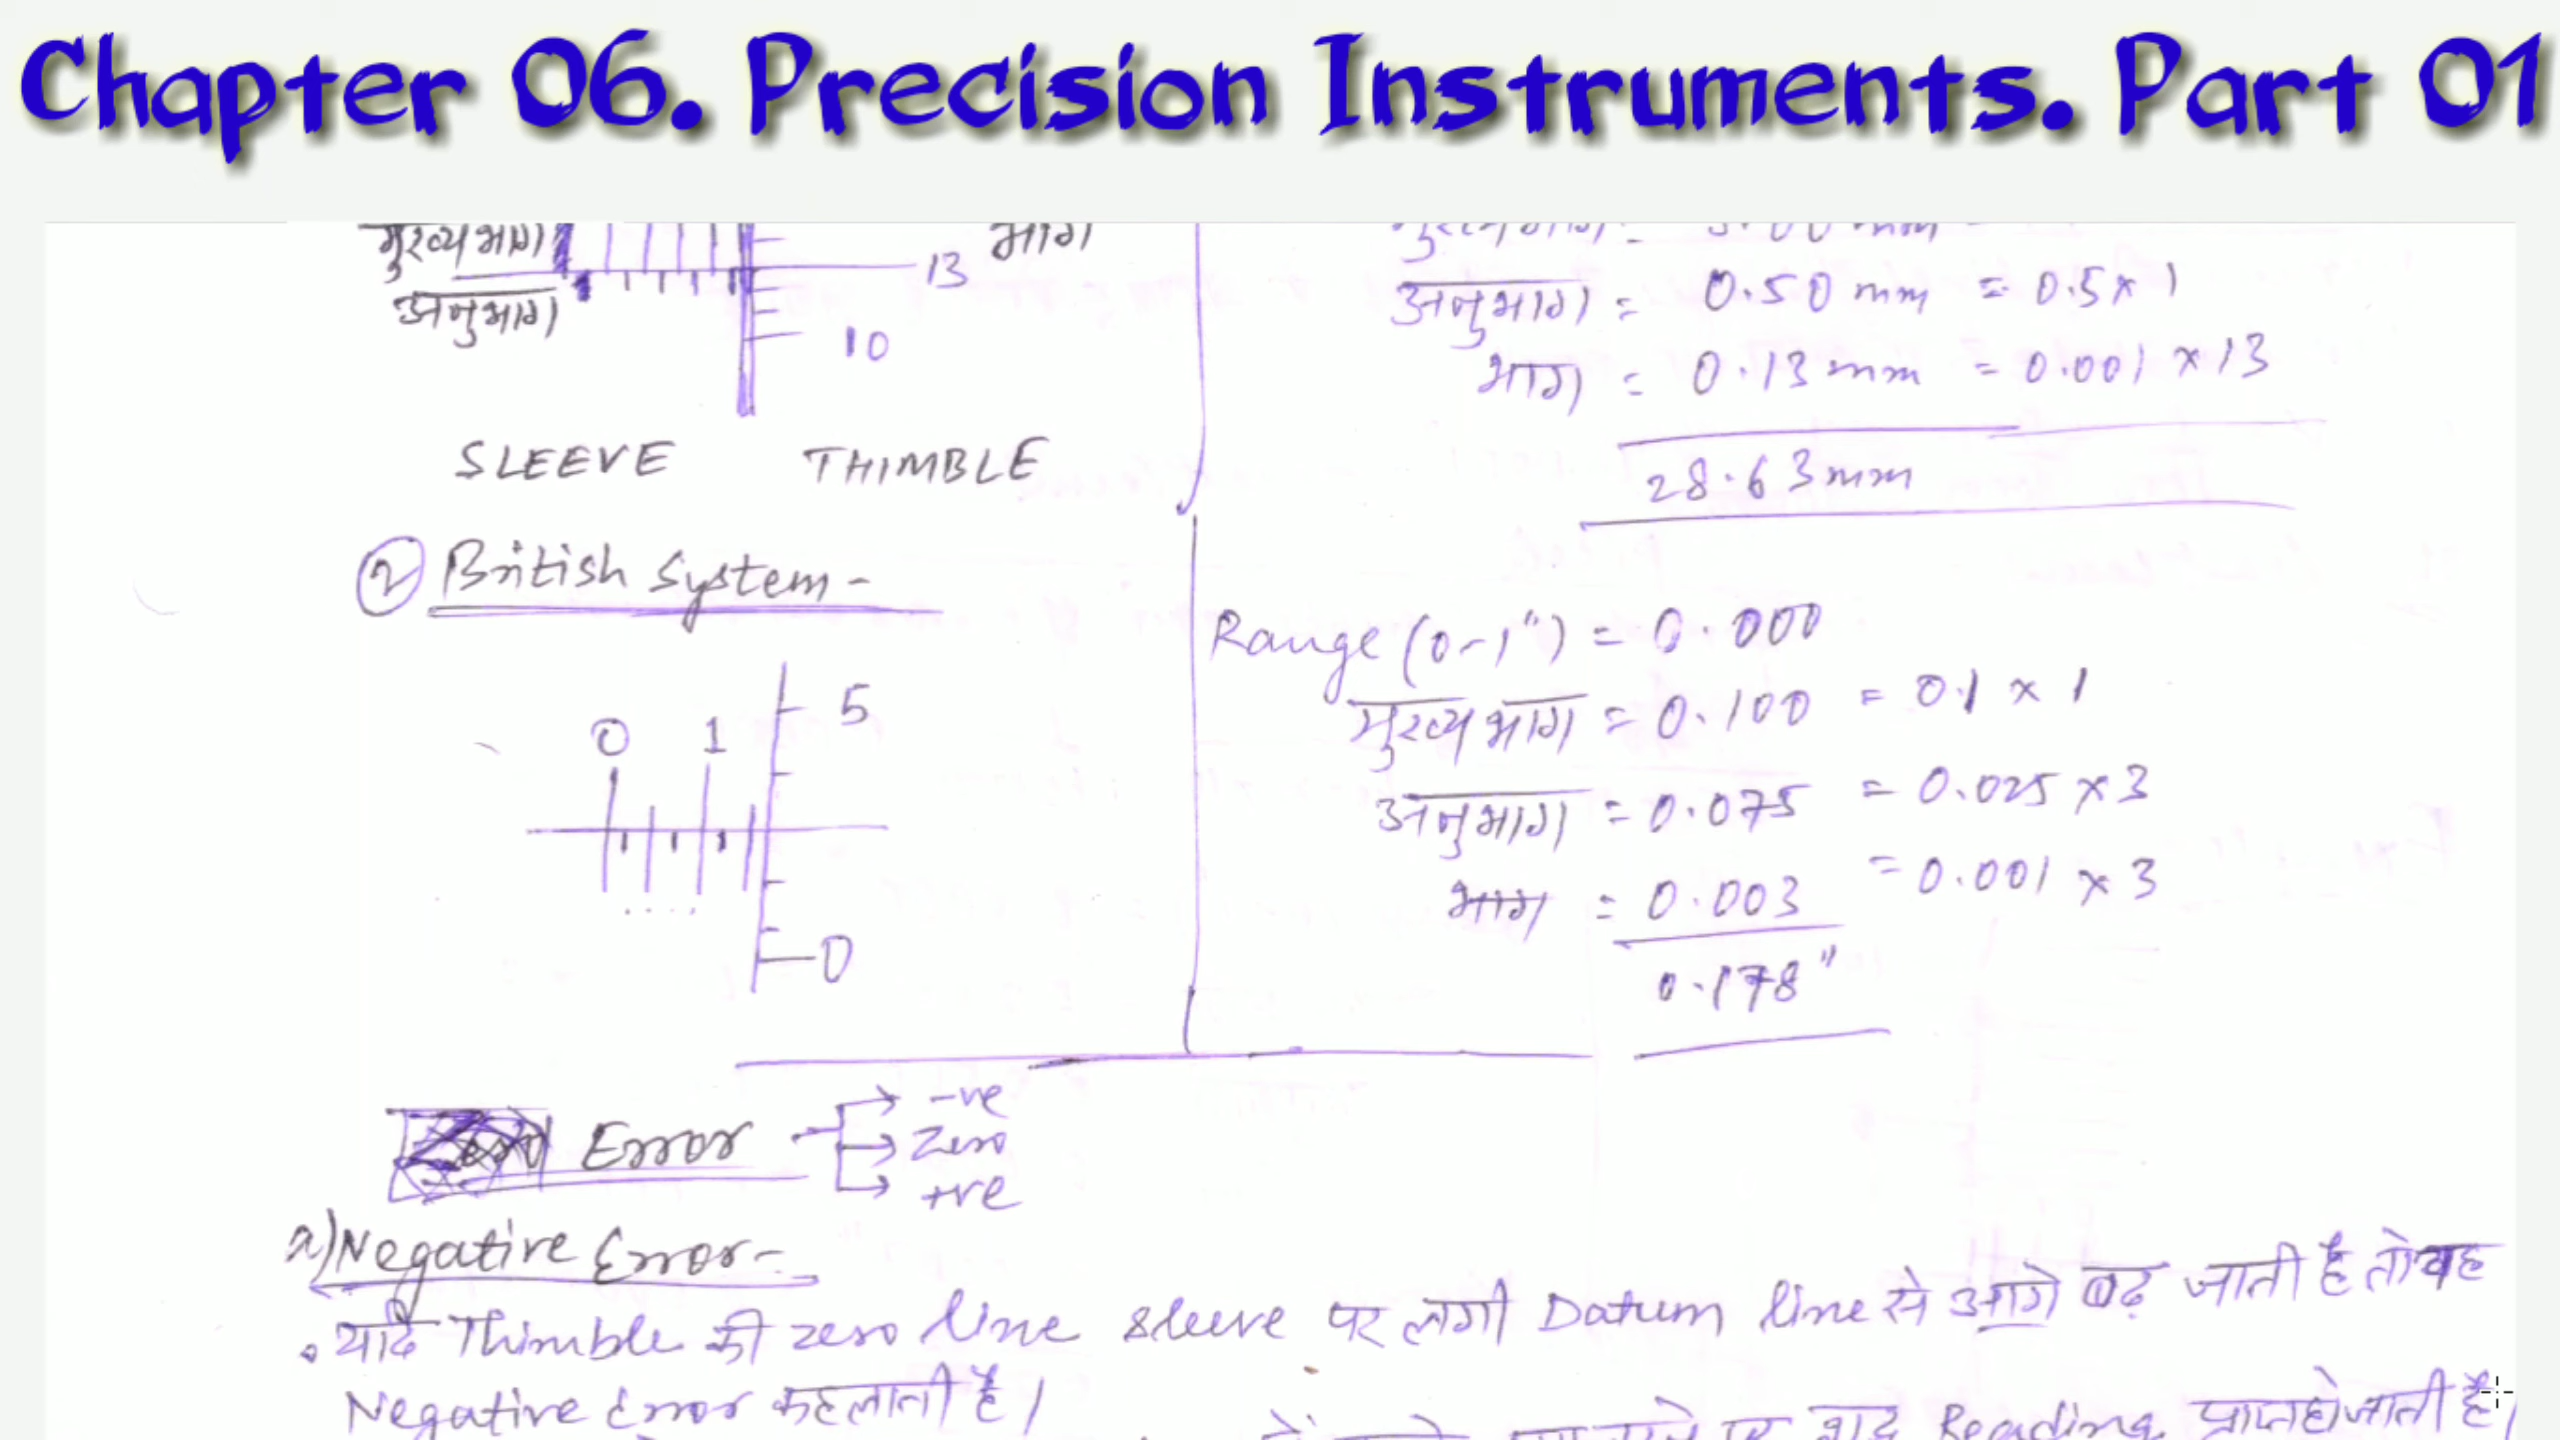 Chapter 06. Precision Instruments. Part 01
मुख्य भाग
अनुभाग
13
भाग
10
SLEEVE THIMBLE
अनुभाग = 0.50 mm = 0.5 x 1
भाग = 0.13 mm = 0.001 x 13
28.63 mm
2 British System -
0 1 5
0
Range (0-1") = 0.000
मुख्य भाग = 0.100 = 0.1 x 1
अनुभाग = 0.075 = 0.025 x 3
भाग = 0.003 = 0.001 x 3
0.178"
Error
-ve
Zero
+ve
a) Negative Error -
• यदि Thimble की zero line sleeve पर लगी Datum line से आगे बढ़ जाती है तो यह
Negative Error कहलाती है।
Reading प्राप्त हो जाती है।